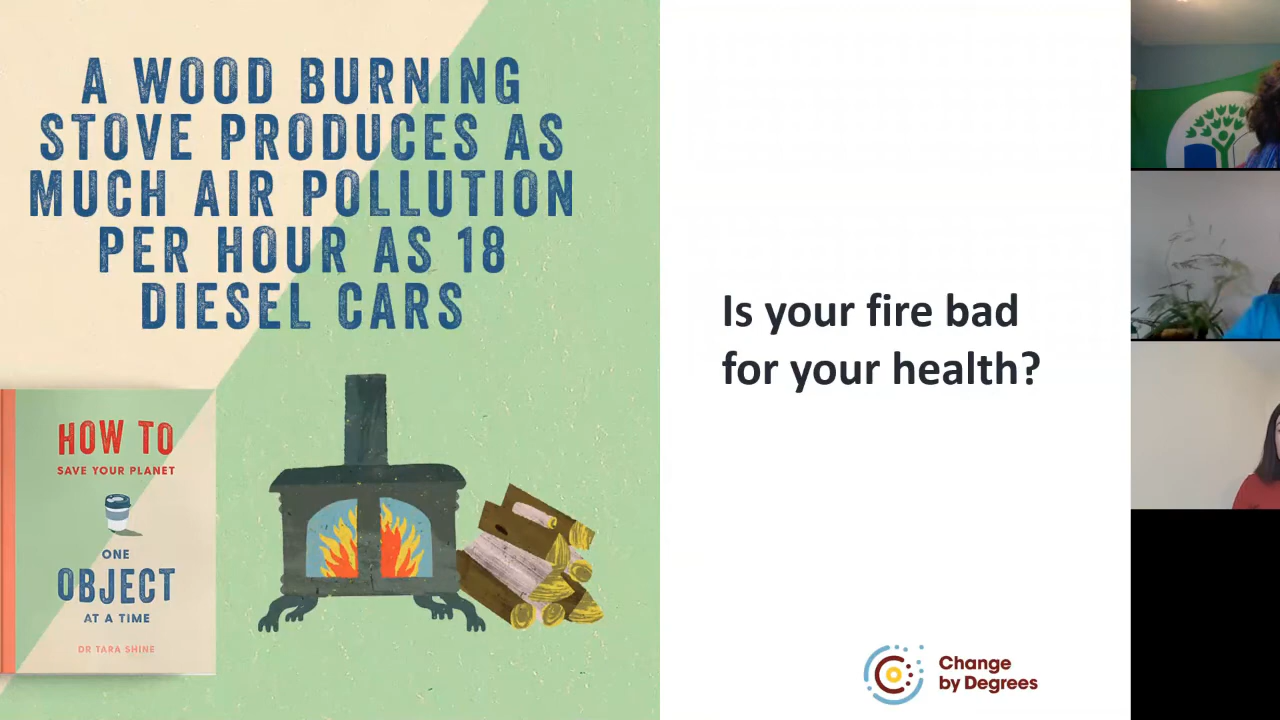 A WOOD BURNING
STOVE PRODUCES AS
MUCH AIR POLLUTION
PER HOUR AS 18
DIESEL CARS
HOW TO
SAVE YOUR PLANET
ONE
OBJECT
AT A TIME
DR TARA SHINE
Is your fire bad
for your health?
Change
by Degrees